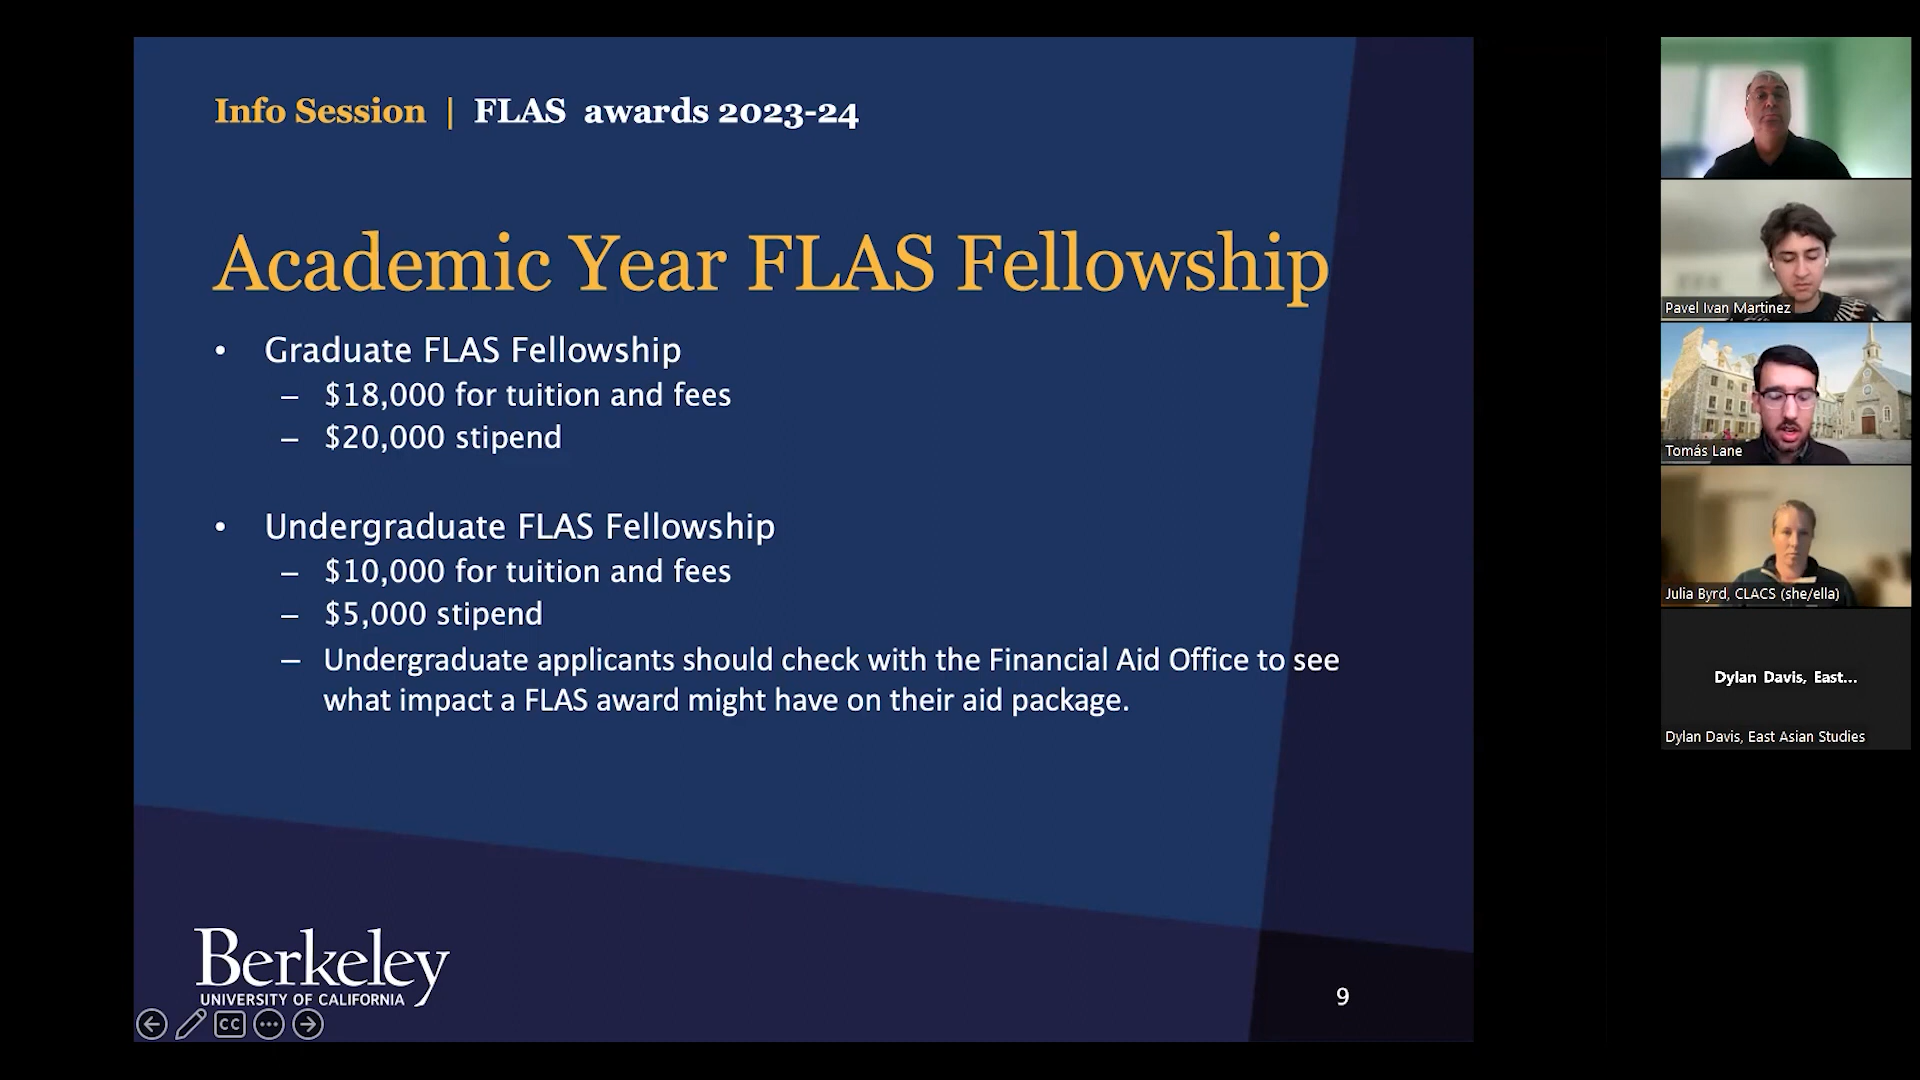 Info Session | FLAS awards 2023-24
Academic Year FLAS Fellowship
• Graduate FLAS Fellowship
– $18,000 for tuition and fees
– $20,000 stipend
• Undergraduate FLAS Fellowship
– $10,000 for tuition and fees
– $5,000 stipend
– Undergraduate applicants should check with the Financial Aid Office to see
what impact a FLAS award might have on their aid package.
Berkeley
UNIVERSITY OF CALIFORNIA
CC
9
Pavel Ivan Martinez
Tomás Lane
Julia Byrd, CLACS (she/ella)
Dylan Davis, East...
Dylan Davis, East Asian Studies